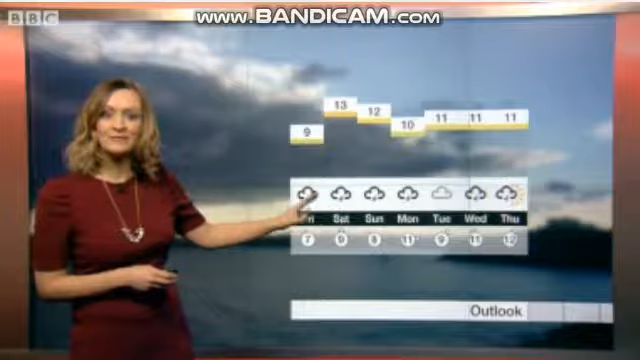 BBC
www.BANDICAM.com
9 13 12 10 11 11 11
Fri Sat Sun Mon Tue Wed Thu
7 9 8 11 9 11 12
Outlook